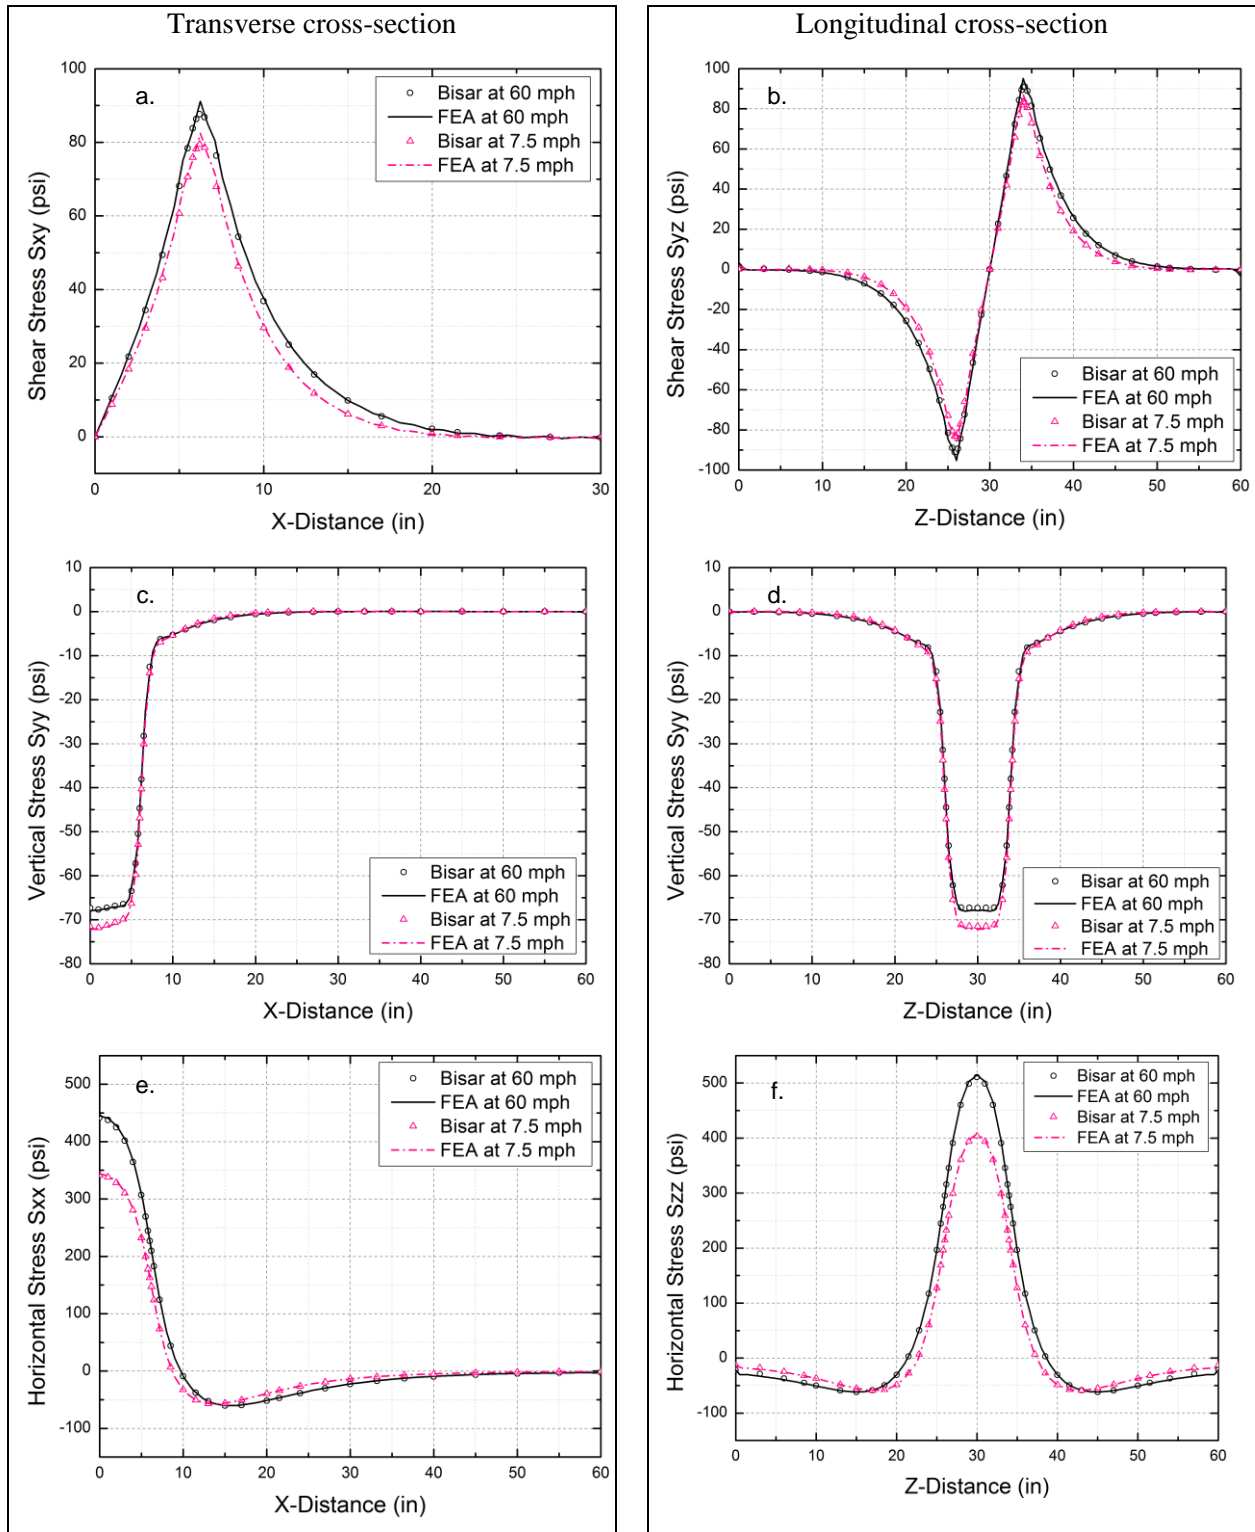 Transverse cross-section
a.
Bisar at 60 mph
FEA at 60 mph
Bisar at 7.5 mph
FEA at 7.5 mph
Shear Stress Sxy (psi)
100
80
60
40
20
0
0 10 20 30
X-Distance (in)
c.
Bisar at 60 mph
FEA at 60 mph
Bisar at 7.5 mph
FEA at 7.5 mph
Vertical Stress Syy (psi)
10
0
-10
-20
-30
-40
-50
-60
-70
-80
0 10 20 30 40 50 60
X-Distance (in)
e.
Bisar at 60 mph
FEA at 60 mph
Bisar at 7.5 mph
FEA at 7.5 mph
Horizontal Stress Sxx (psi)
500
400
300
200
100
0
-100
0 10 20 30 40 50 60
X-Distance (in)
Longitudinal cross-section
b.
Bisar at 60 mph
FEA at 60 mph
Bisar at 7.5 mph
FEA at 7.5 mph
Shear Stress Syz (psi)
100
80
60
40
20
0
-20
-40
-60
-80
-100
0 10 20 30 40 50 60
Z-Distance (in)
d.
Bisar at 60 mph
FEA at 60 mph
Bisar at 7.5 mph
FEA at 7.5 mph
Vertical Stress Syy (psi)
10
0
-10
-20
-30
-40
-50
-60
-70
-80
0 10 20 30 40 50 60
Z-Distance (in)
f.
Bisar at 60 mph
FEA at 60 mph
Bisar at 7.5 mph
FEA at 7.5 mph
Horizontal Stress Szz (psi)
500
400
300
200
100
0
-100
0 10 20 30 40 50 60
Z-Distance (in)